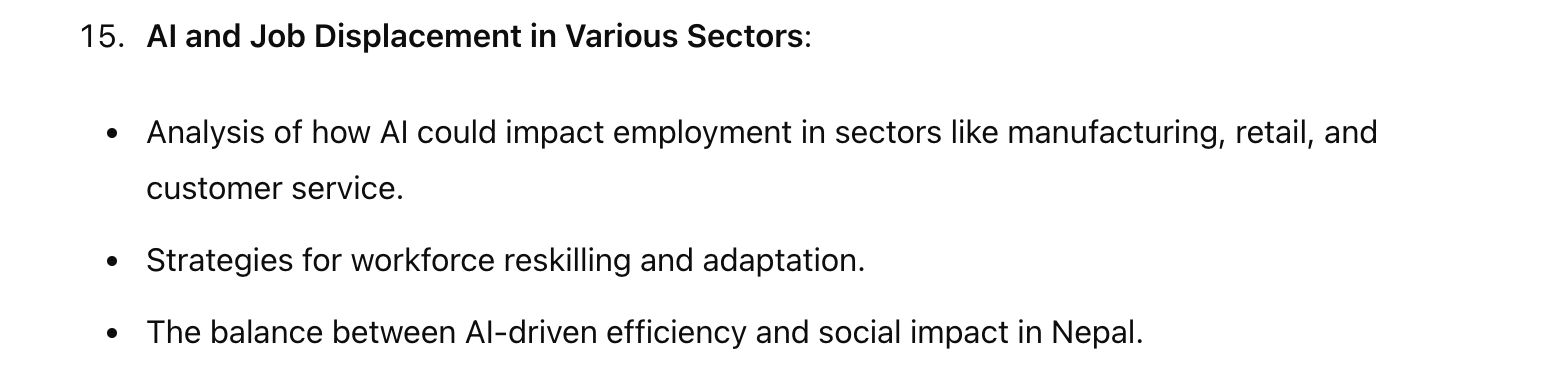 15. AI and Job Displacement in Various Sectors:
• Analysis of how AI could impact employment in sectors like manufacturing, retail, and
customer service.
• Strategies for workforce reskilling and adaptation.
• The balance between AI-driven efficiency and social impact in Nepal.